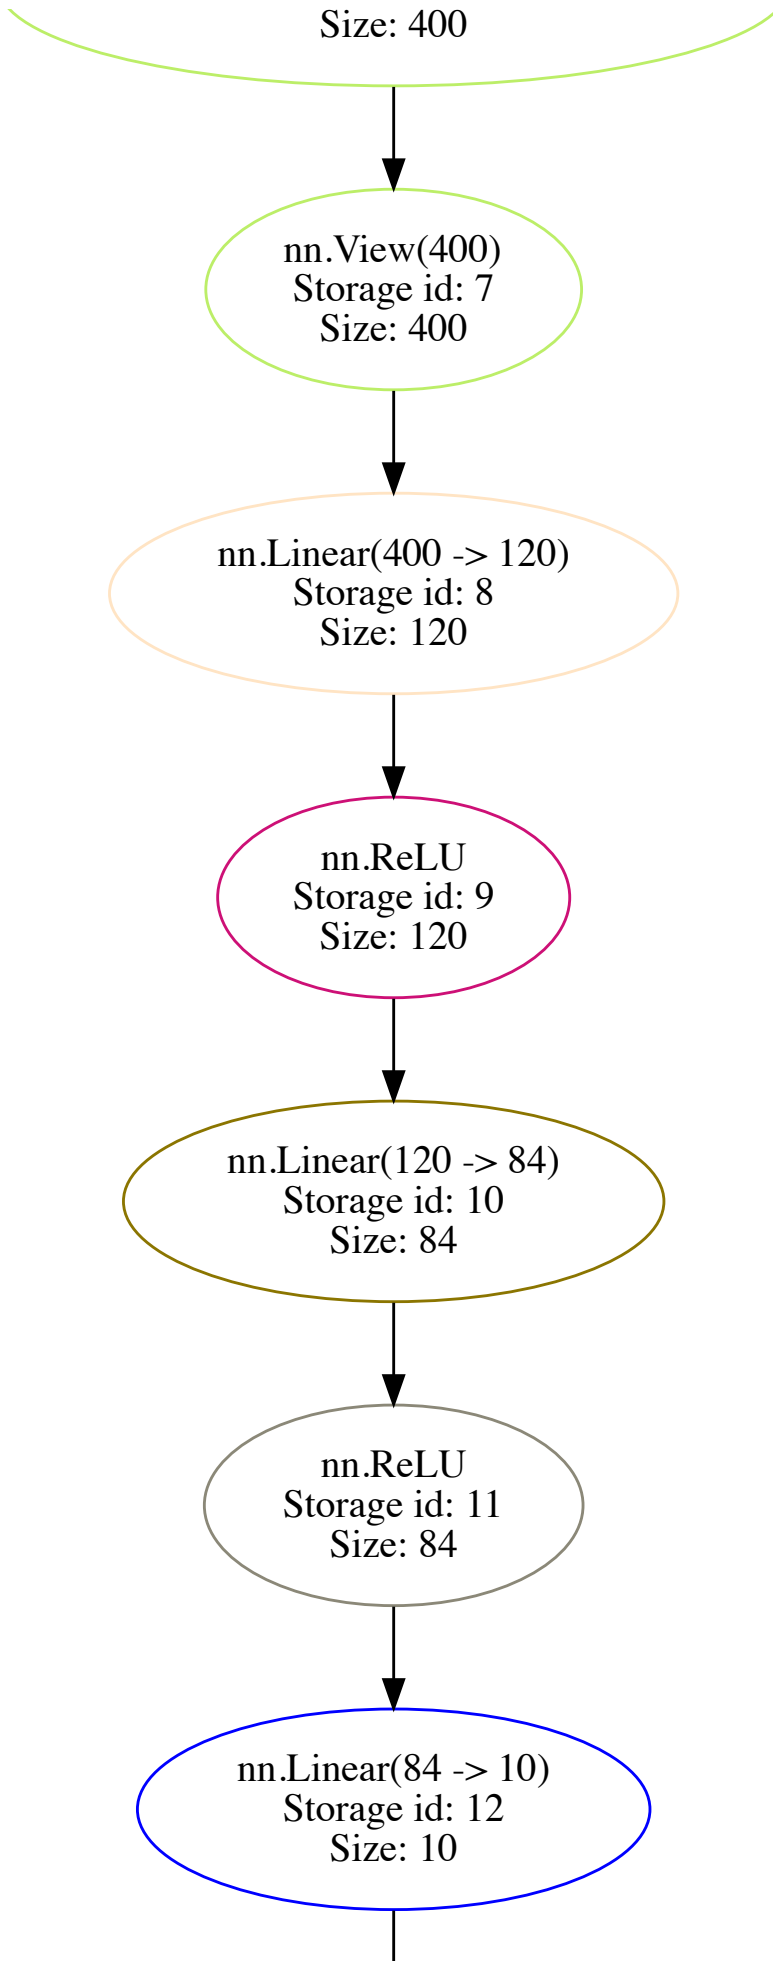 Size: 400
nn.View(400)
Storage id: 7
Size: 400
nn.Linear(400 -> 120)
Storage id: 8
Size: 120
nn.ReLU
Storage id: 9
Size: 120
nn.Linear(120 -> 84)
Storage id: 10
Size: 84
nn.ReLU
Storage id: 11
Size: 84
nn.Linear(84 -> 10)
Storage id: 12
Size: 10